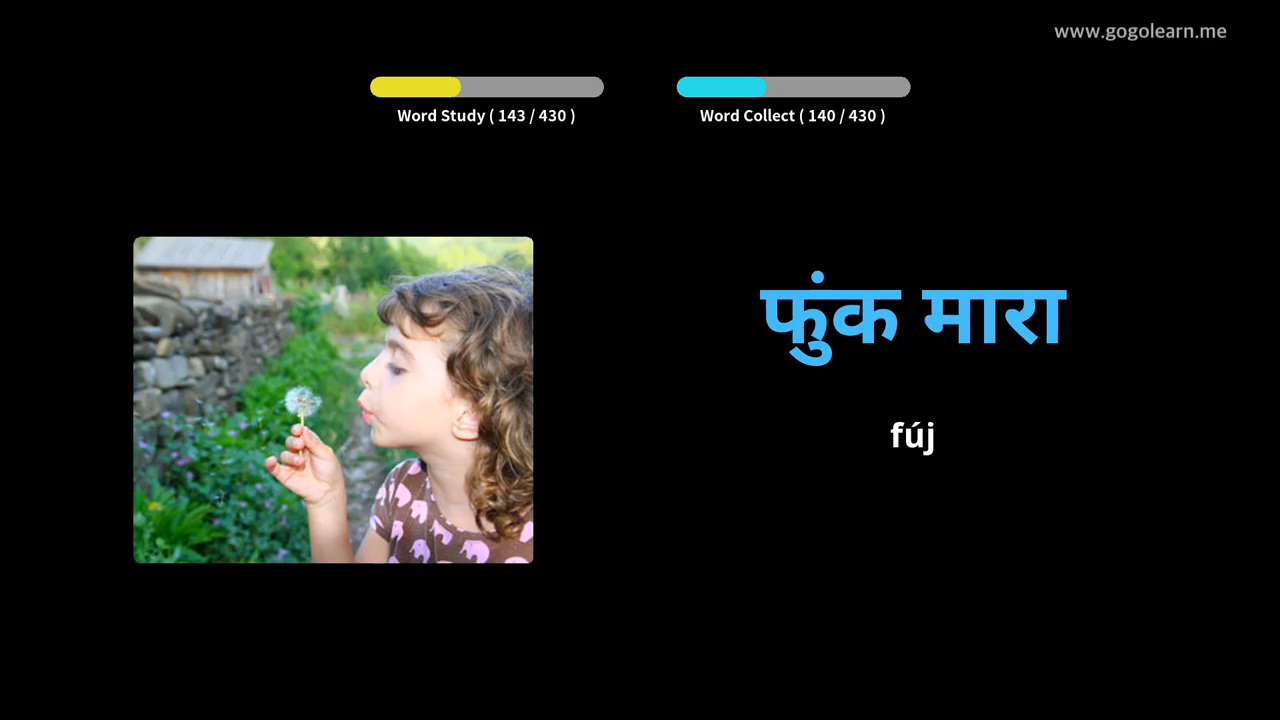 www.gogolearn.me
Word Study ( 143 / 430 )
Word Collect ( 140 / 430 )
फुंक मारा
fúj